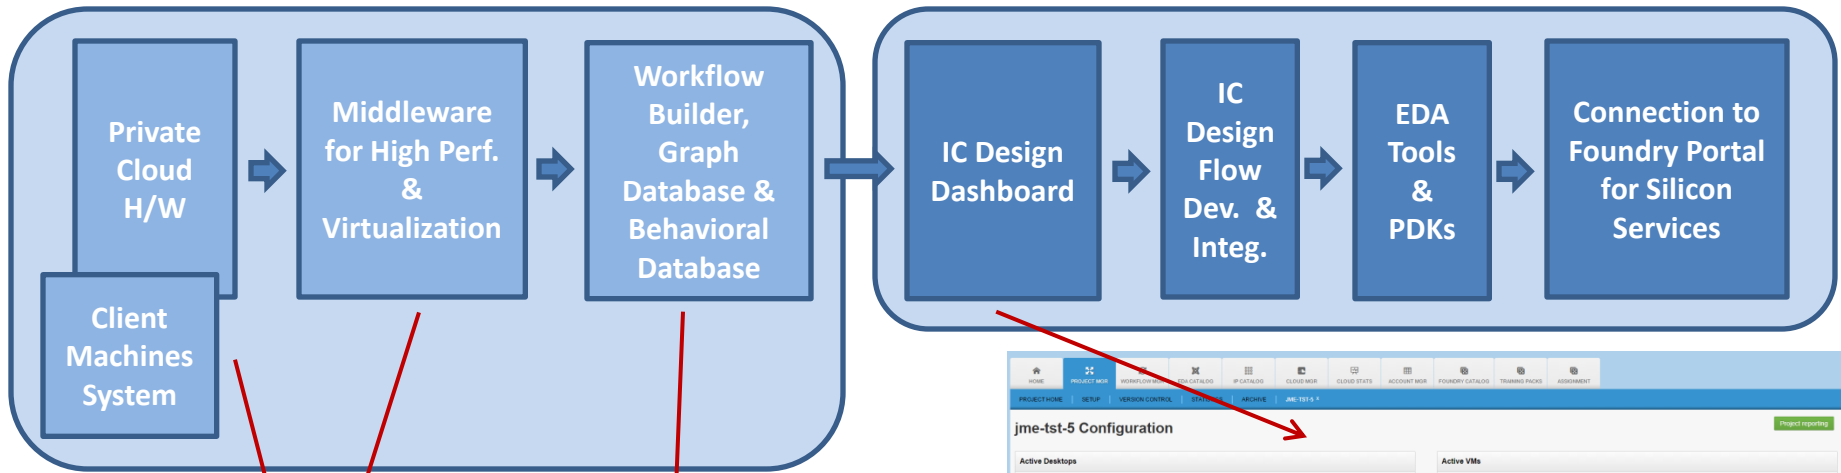 Private
Cloud
H/W
Client
Machines
System
Middleware
for High Perf.
&
Virtualization
Workflow
Builder,
Graph
Database &
Behavioral
Database
IC Design
Dashboard
IC
Design
Flow
Dev. &
Integ.
EDA
Tools
&
PDKs
Connection to
Foundry Portal
for Silicon
Services
HOME PROJECT MGR WORKFLOW MGR EDA CATALOG IP CATALOG CLOUD MGR CLOUD STATS ACCOUNT MGR FOUNDRY CATALOG TRAINING PACKS ASSIGNMENT
PROJECT HOME SETUP VERSION CONTROL STATISTICS ARCHIVE JME-TST-5
jme-tst-5 Configuration
Project reporting
Active Desktops
Active VMs